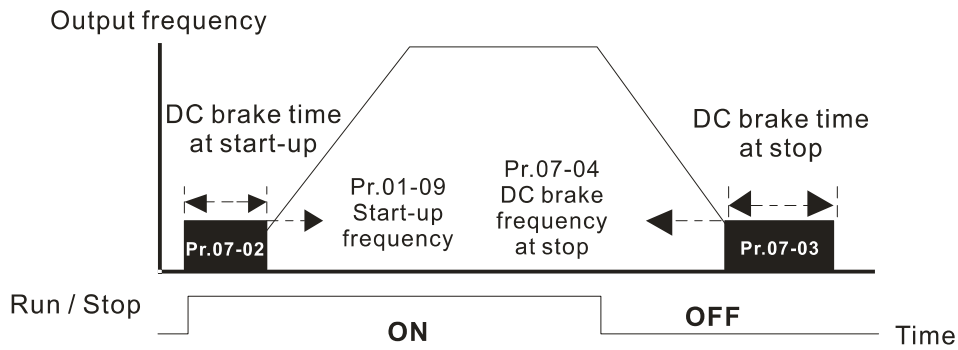 Output frequency
DC brake time
at start-up
DC brake time
at stop
Pr.01-09
Start-up
frequency
Pr.07-04
DC brake
frequency
at stop
Pr.07-02
Pr.07-03
Run / Stop
ON
OFF
Time